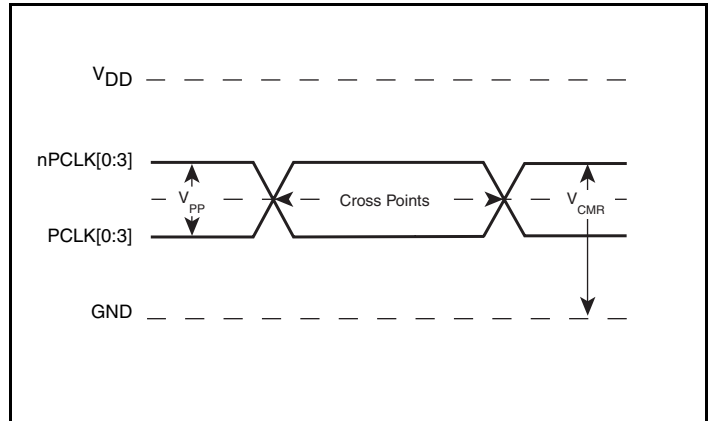 VDD
nPCLK[0:3]
VPP
Cross Points
VCMR
PCLK[0:3]
GND